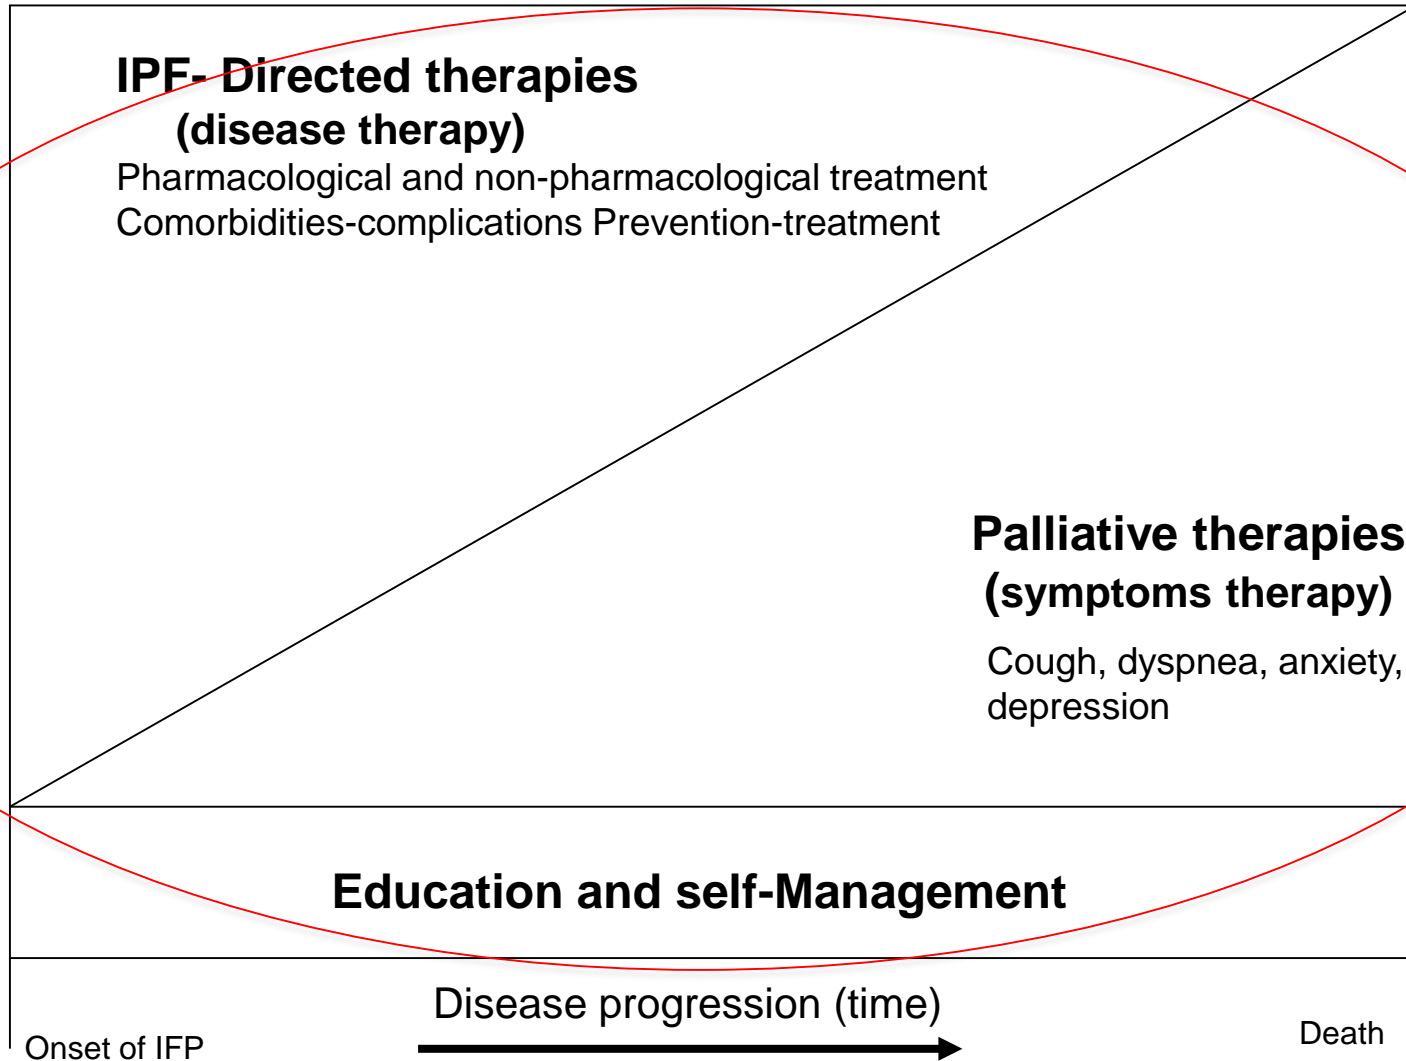 IPF- Directed therapies
(disease therapy)
Pharmacological and non-pharmacological treatment
Comorbidities-complications Prevention-treatment
Palliative therapies
(symptoms therapy)
Cough, dyspnea, anxiety,
depression
Education and self-Management
Disease progression (time)
Onset of IFP
Death